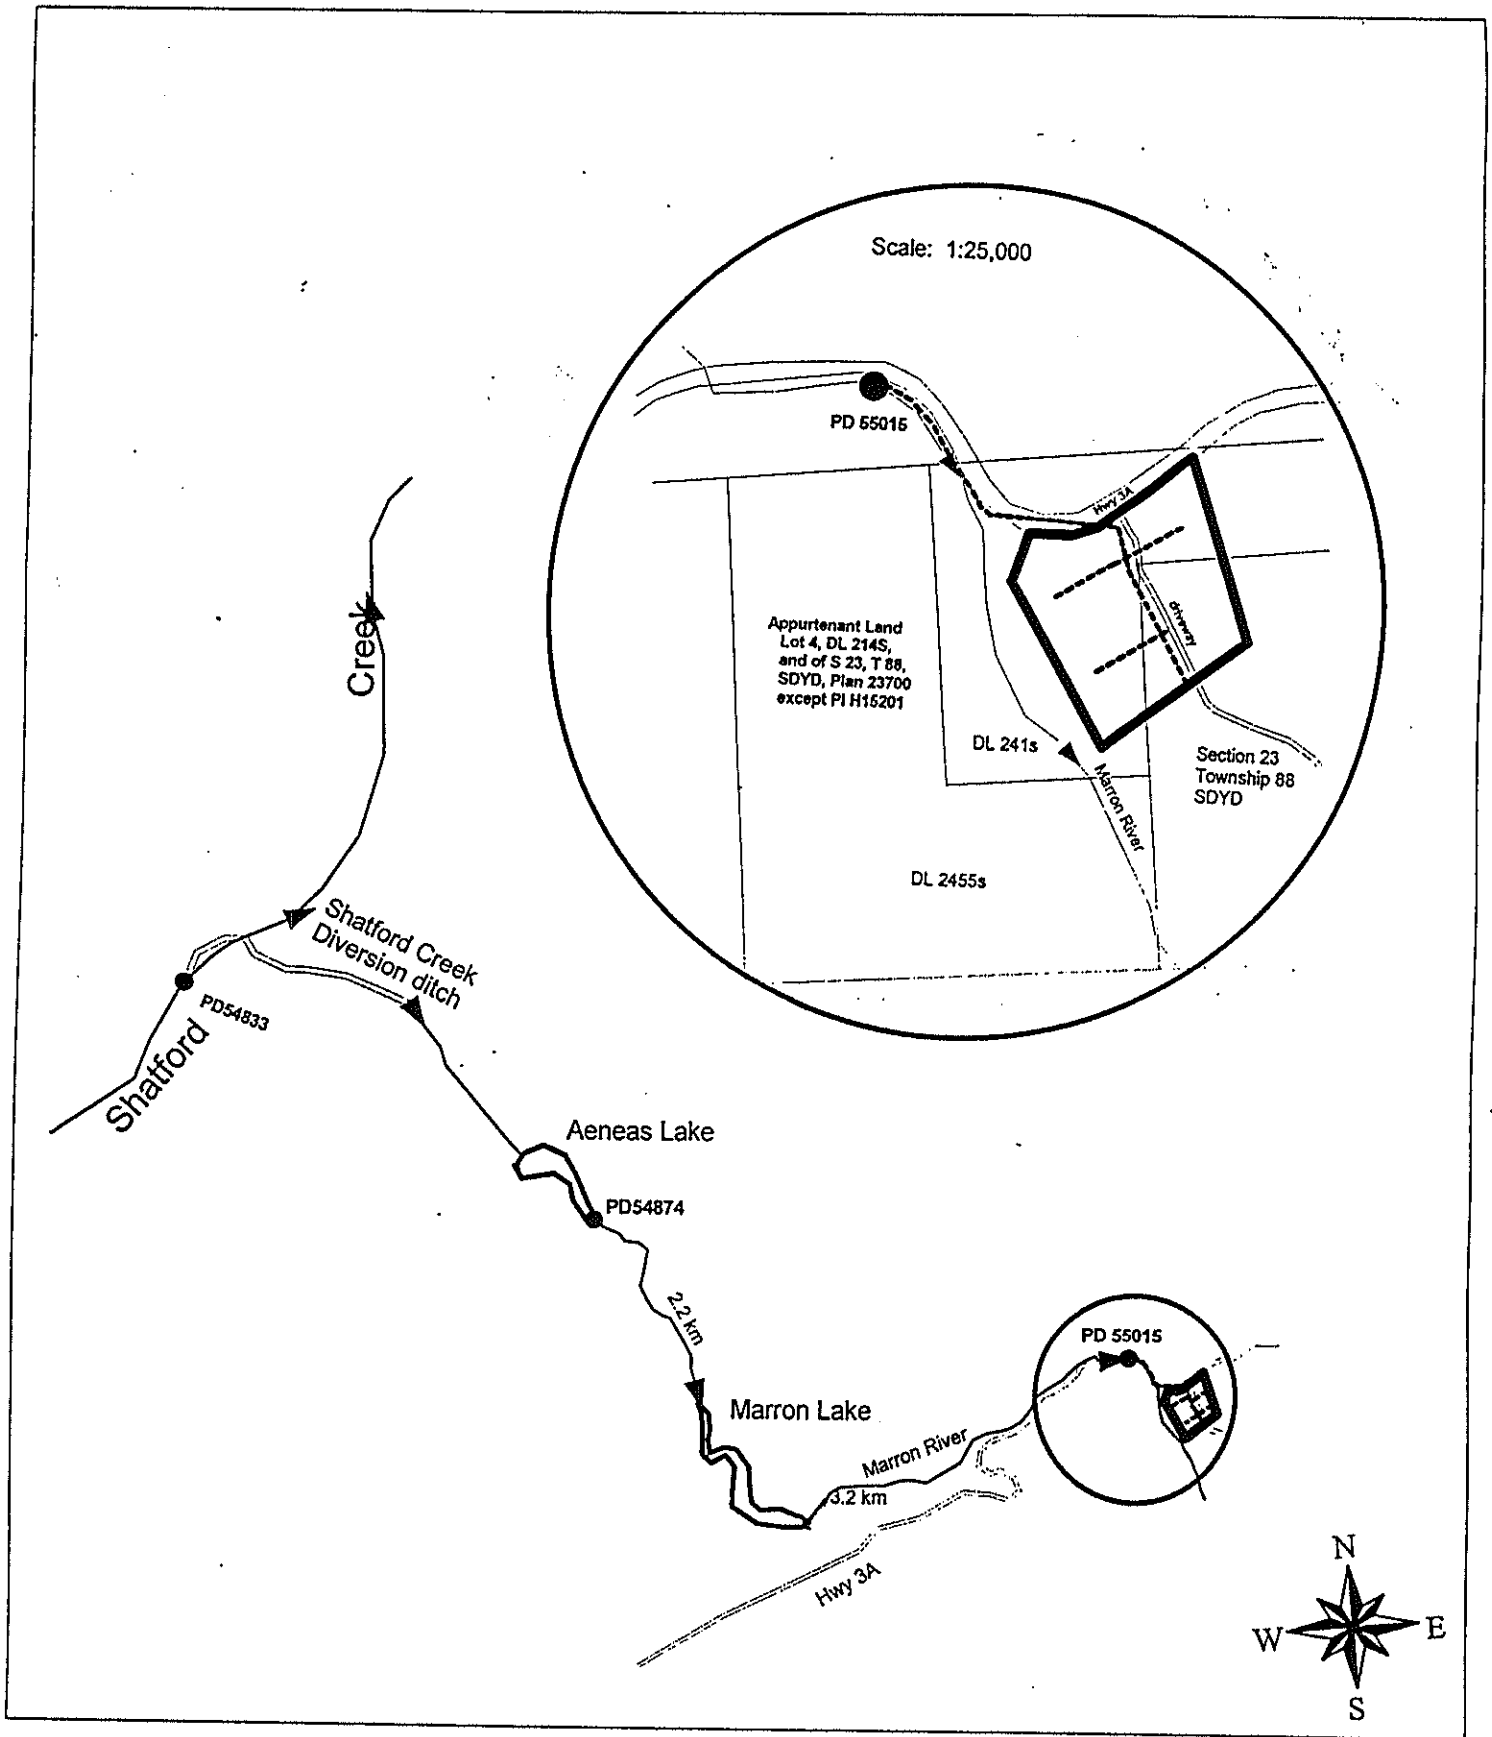 Scale: 1:25,000
PD 55015
Hwy 3A
driveway
Appurtenant Land
Lot 4, DL 214S,
and of S 23, T 88,
SDYD, Plan 23700
except Pl H15201
DL 241s
Marron River
Section 23
Township 88
SDYD
DL 2455s
Creek
Shatford Creek
Diversion ditch
PD54833
Shatford
Aeneas Lake
PD54874
2.2 km
PD 55015
Marron Lake
Marron River
3.2 km
Hwy 3A
N
W
E
S